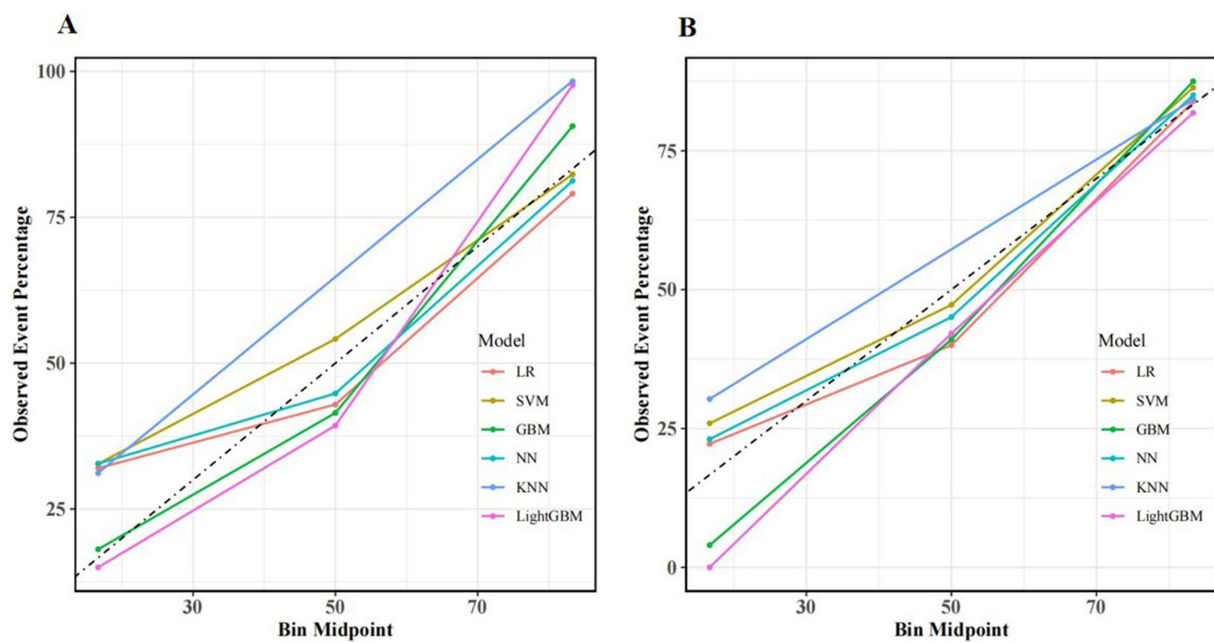 A
100
75
50
25
Observed Event Percentage
30
50
70
Bin Midpoint
Model
LR
SVM
GBM
NN
KNN
LightGBM
B
75
50
25
0
Observed Event Percentage
30
50
70
Bin Midpoint
Model
LR
SVM
GBM
NN
KNN
LightGBM